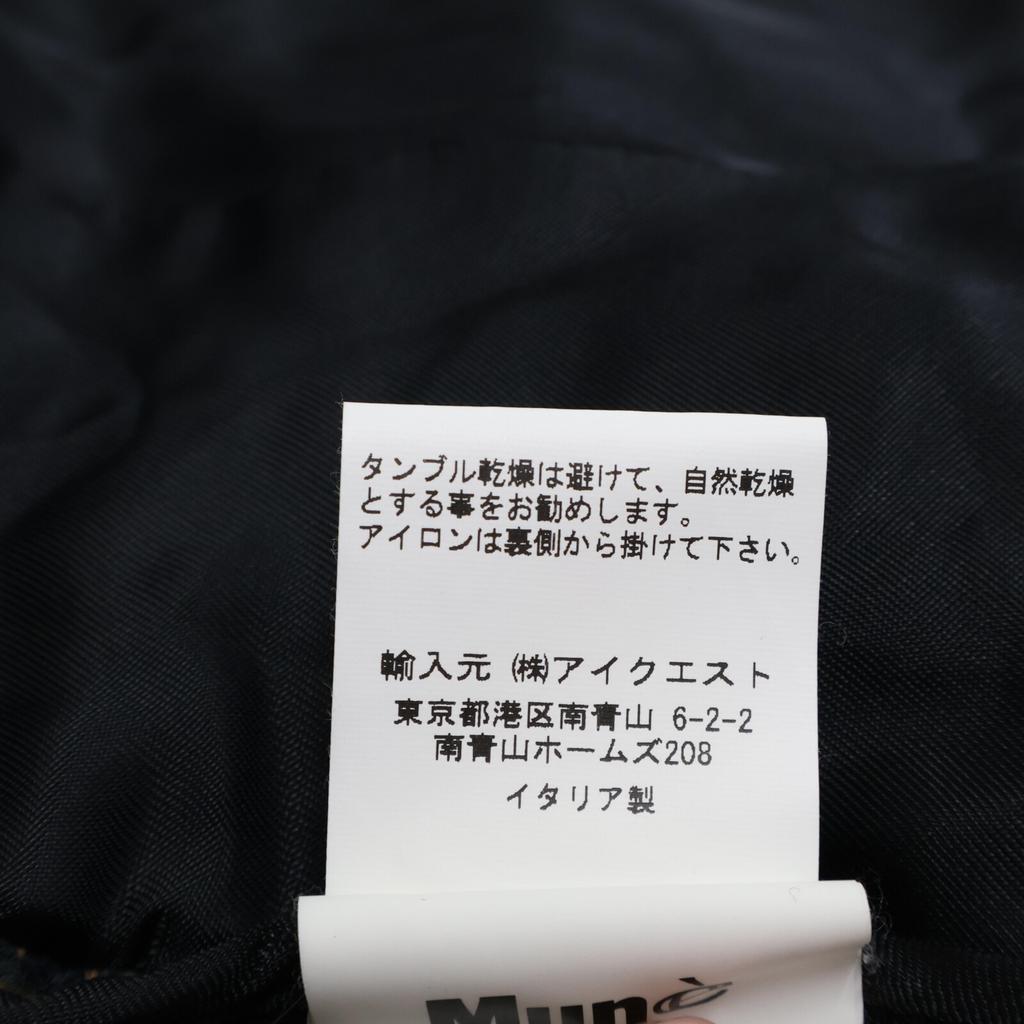 タンブル乾燥は避けて、自然乾燥
とする事をお勧めします。
アイロンは裏側から掛けて下さい。
輸入元 ㈱アイクエスト
東京都港区南青山 6-2-2
南青山ホームズ208
イタリア製